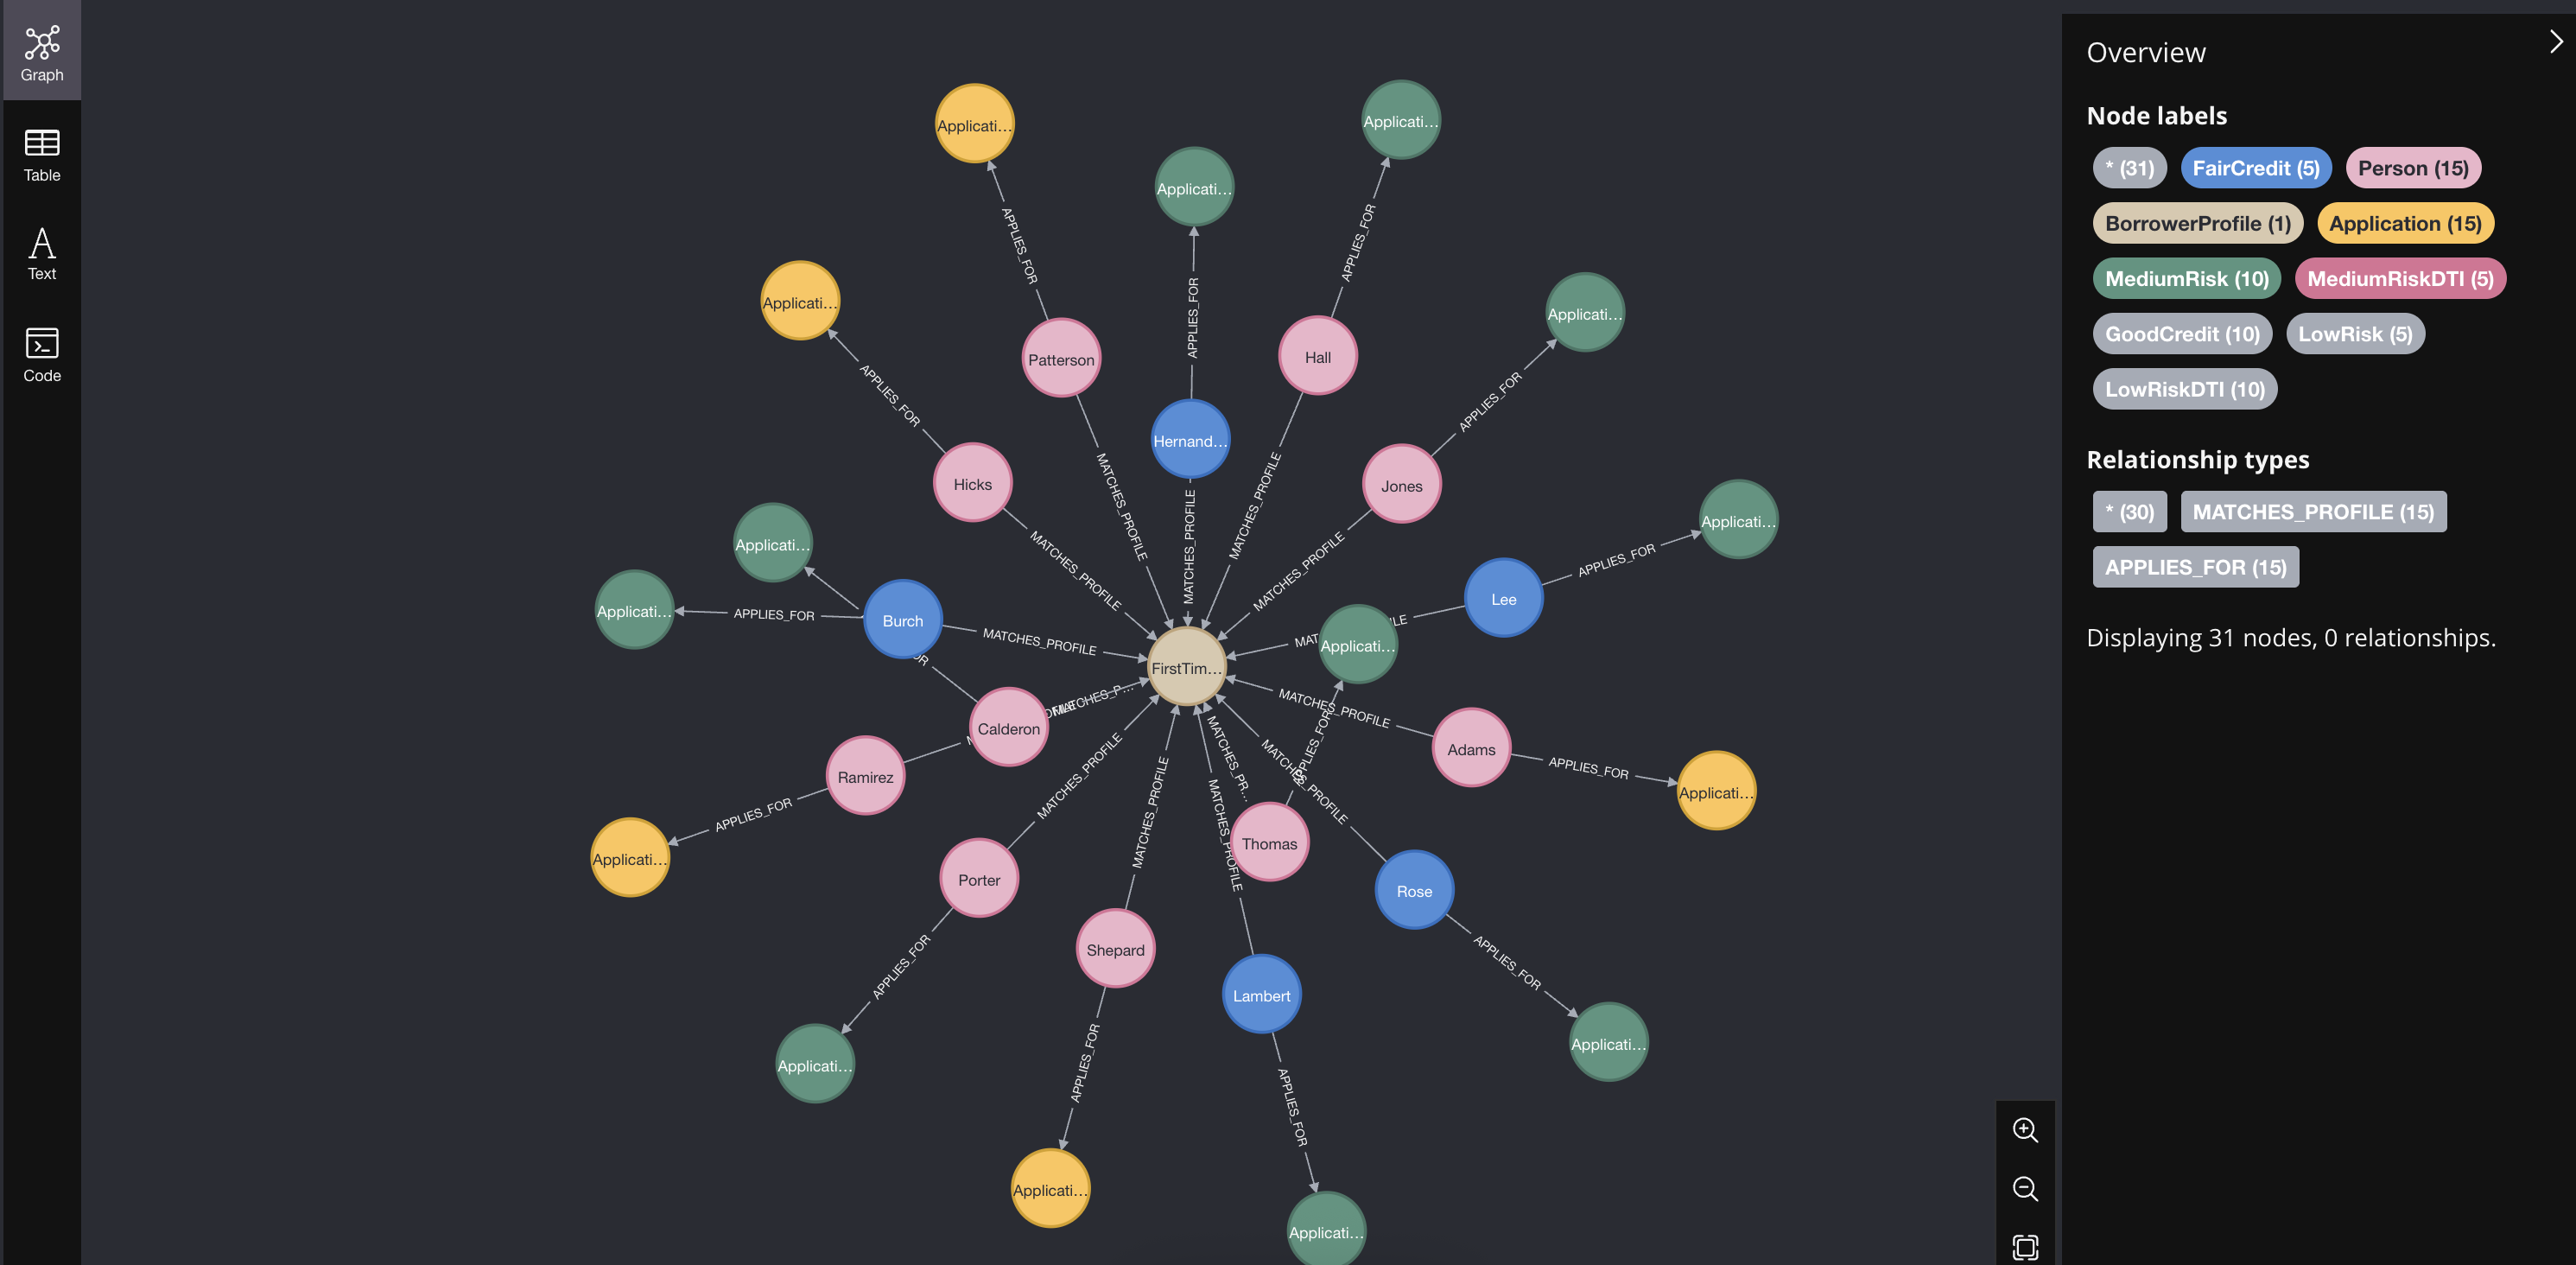 Graph
Table
Text
Code
Applicati...
Applicati...
Applicati...
Applicati...
Applicati...
APPLIES_FOR
APPLIES_FOR
APPLIES_FOR
APPLIES_FOR
APPLIES_FOR
Patterson
Hall
Hernand...
Hicks
Jones
MATCHES_PROFILE
MATCHES_PROFILE
MATCHES_PROFILE
MATCHES_PROFILE
MATCHES_PROFILE
Applicati...
Applicati...
Applicati...
APPLIES_FOR
APPLIES_FOR
Burch
MATCHES_PROFILE
Lee
Applicati...
FirstTim...
MATCHES_P...
Calderon
Ramirez
APPLIES_FOR
Applicati...
MATCHES_PROFILE
Adams
APPLIES_FOR
Applicati...
MATCHES_PROFILE
MATCHES_PROFILE
MATCHES_PROFILE
MATCHES_PR...
APPLIES_FOR
MATCHES_PROFILE
Thomas
Porter
Rose
Shepard
Lambert
APPLIES_FOR
APPLIES_FOR
APPLIES_FOR
APPLIES_FOR
Applicati...
Applicati...
Applicati...
Applicati...
Overview
Node labels
* (31) FairCredit (5) Person (15)
BorrowerProfile (1) Application (15)
MediumRisk (10) MediumRiskDTI (5)
GoodCredit (10) LowRisk (5)
LowRiskDTI (10)
Relationship types
* (30) MATCHES_PROFILE (15)
APPLIES_FOR (15)
Displaying 31 nodes, 0 relationships.